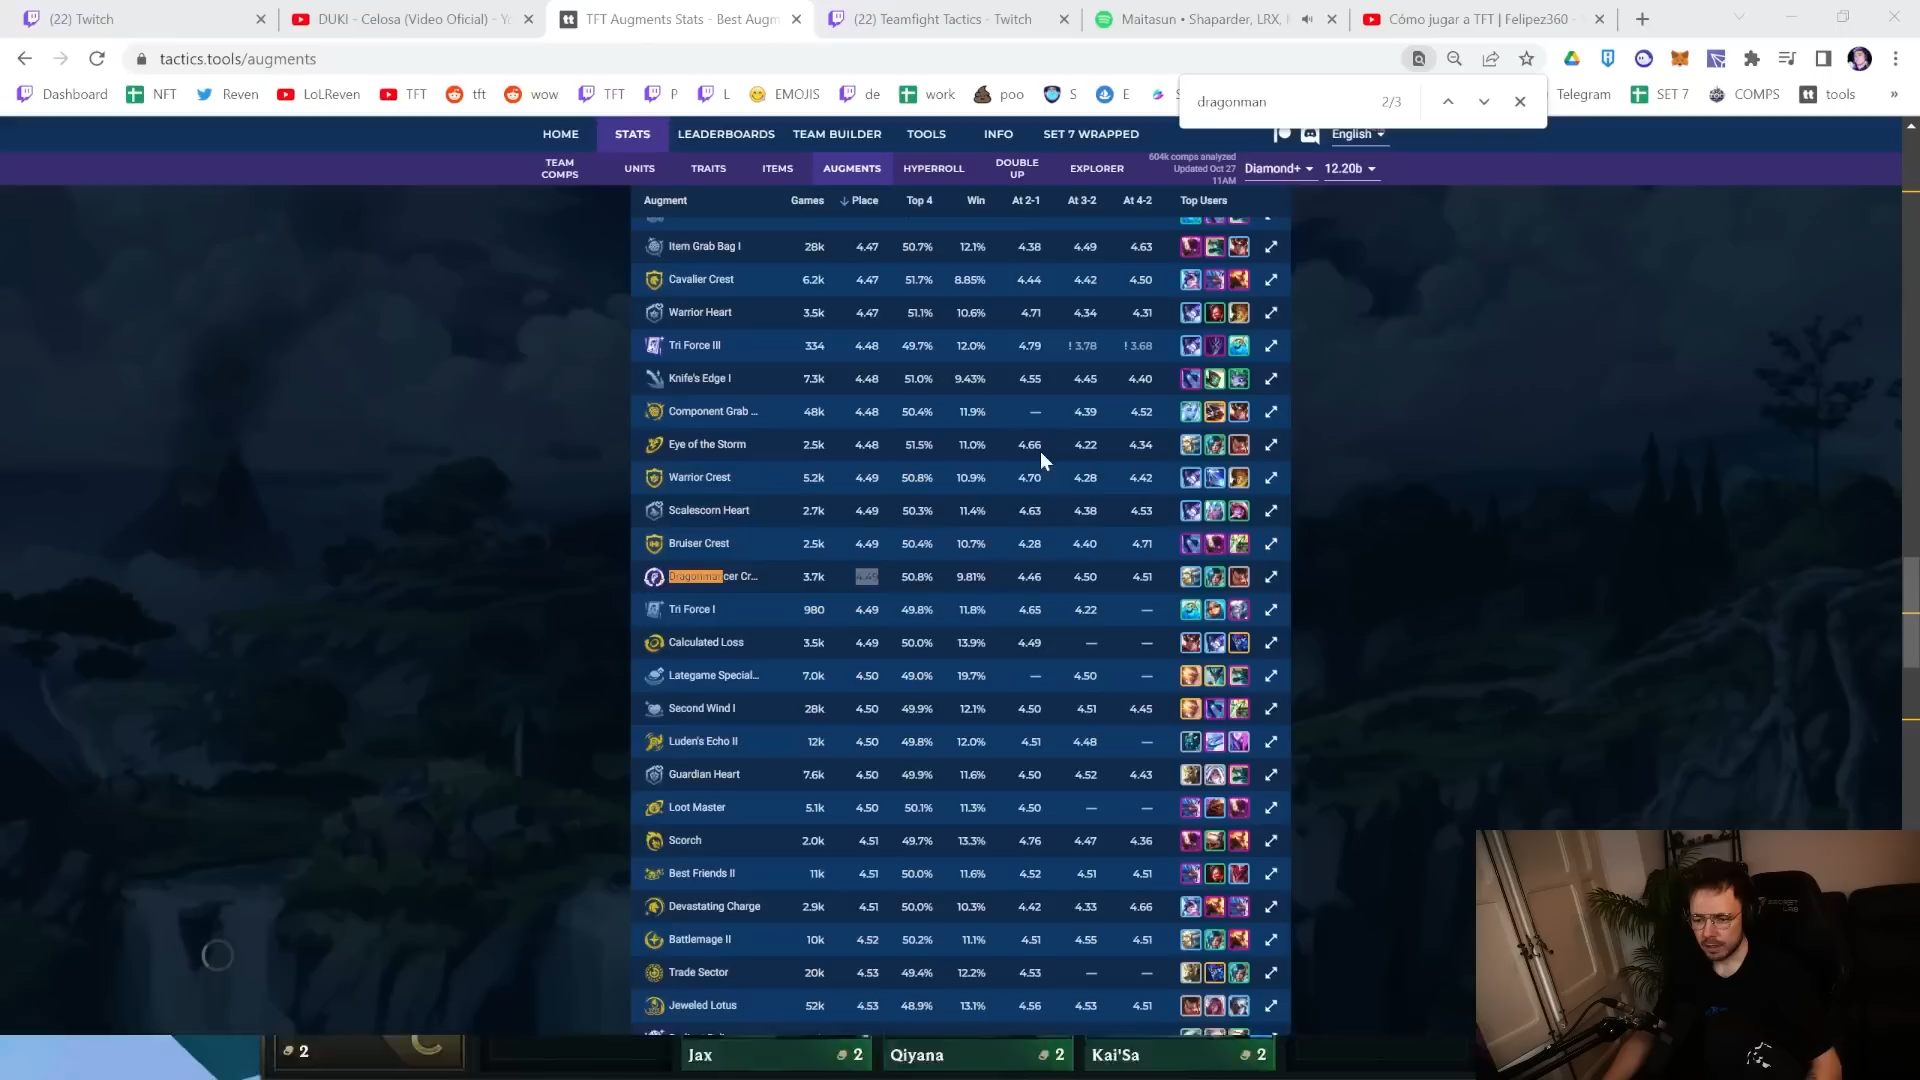 (22) Twitch
DUKI - Celosa (Video Oficial) - Yo
TFT Augments Stats - Best Augm
(22) Teamfight Tactics - Twitch
Maitasun • Shaparder, LRX,
Cómo jugar a TFT | Felipez360 -
tactics.tools/augments
Dashboard NFT Reven LoLReven TFT tft wow TFT P L EMOJIS de work poo S E Telegram SET 7 COMPS tools »
dragonman 2/3
HOME STATS LEADERBOARDS TEAM BUILDER TOOLS INFO SET 7 WRAPPED English
TEAM COMPS UNITS TRAITS ITEMS AUGMENTS HYPERROLL DOUBLE UP EXPLORER
604k comps analyzed
Updated Oct 27
11AM
Diamond+ 12.20b
Augment Games Place Top 4 Win At 2-1 At 3-2 At 4-2 Top Users
Item Grab Bag I 28k 4.47 50.7% 12.1% 4.38 4.49 4.63
Cavalier Crest 6.2k 4.47 51.7% 8.85% 4.44 4.42 4.50
Warrior Heart 3.5k 4.47 51.1% 10.6% 4.71 4.34 4.31
Tri Force III 334 4.48 49.7% 12.0% 4.79 ! 3.78 ! 3.68
Knife's Edge I 7.3k 4.48 51.0% 9.43% 4.55 4.45 4.40
Component Grab ... 48k 4.48 50.4% 11.9% — 4.39 4.52
Eye of the Storm 2.5k 4.48 51.5% 11.0% 4.66 4.22 4.34
Warrior Crest 5.2k 4.49 50.8% 10.9% 4.70 4.28 4.42
Scalescorn Heart 2.7k 4.49 50.3% 11.4% 4.63 4.38 4.53
Bruiser Crest 2.5k 4.49 50.4% 10.7% 4.28 4.40 4.71
Dragonmancer Cr... 3.7k 4.49 50.8% 9.81% 4.46 4.50 4.51
Tri Force I 980 4.49 49.8% 11.8% 4.65 4.22 —
Calculated Loss 3.5k 4.49 50.0% 13.9% 4.49 — —
Lategame Special... 7.0k 4.50 49.0% 19.7% — 4.50 —
Second Wind I 28k 4.50 49.9% 12.1% 4.50 4.51 4.45
Luden's Echo II 12k 4.50 49.8% 12.0% 4.51 4.48 —
Guardian Heart 7.6k 4.50 49.9% 11.6% 4.50 4.52 4.43
Loot Master 5.1k 4.50 50.1% 11.3% 4.50 — —
Scorch 2.0k 4.51 49.7% 13.3% 4.76 4.47 4.36
Best Friends II 11k 4.51 50.0% 11.6% 4.52 4.51 4.51
Devastating Charge 2.9k 4.51 50.0% 10.3% 4.42 4.33 4.66
Battlemage II 10k 4.52 50.2% 11.1% 4.51 4.55 4.51
Trade Sector 20k 4.53 49.4% 12.2% 4.53 — —
Jeweled Lotus 52k 4.53 48.9% 13.1% 4.56 4.53 4.51
2
Jax 2
Qiyana 2
Kai'Sa 2